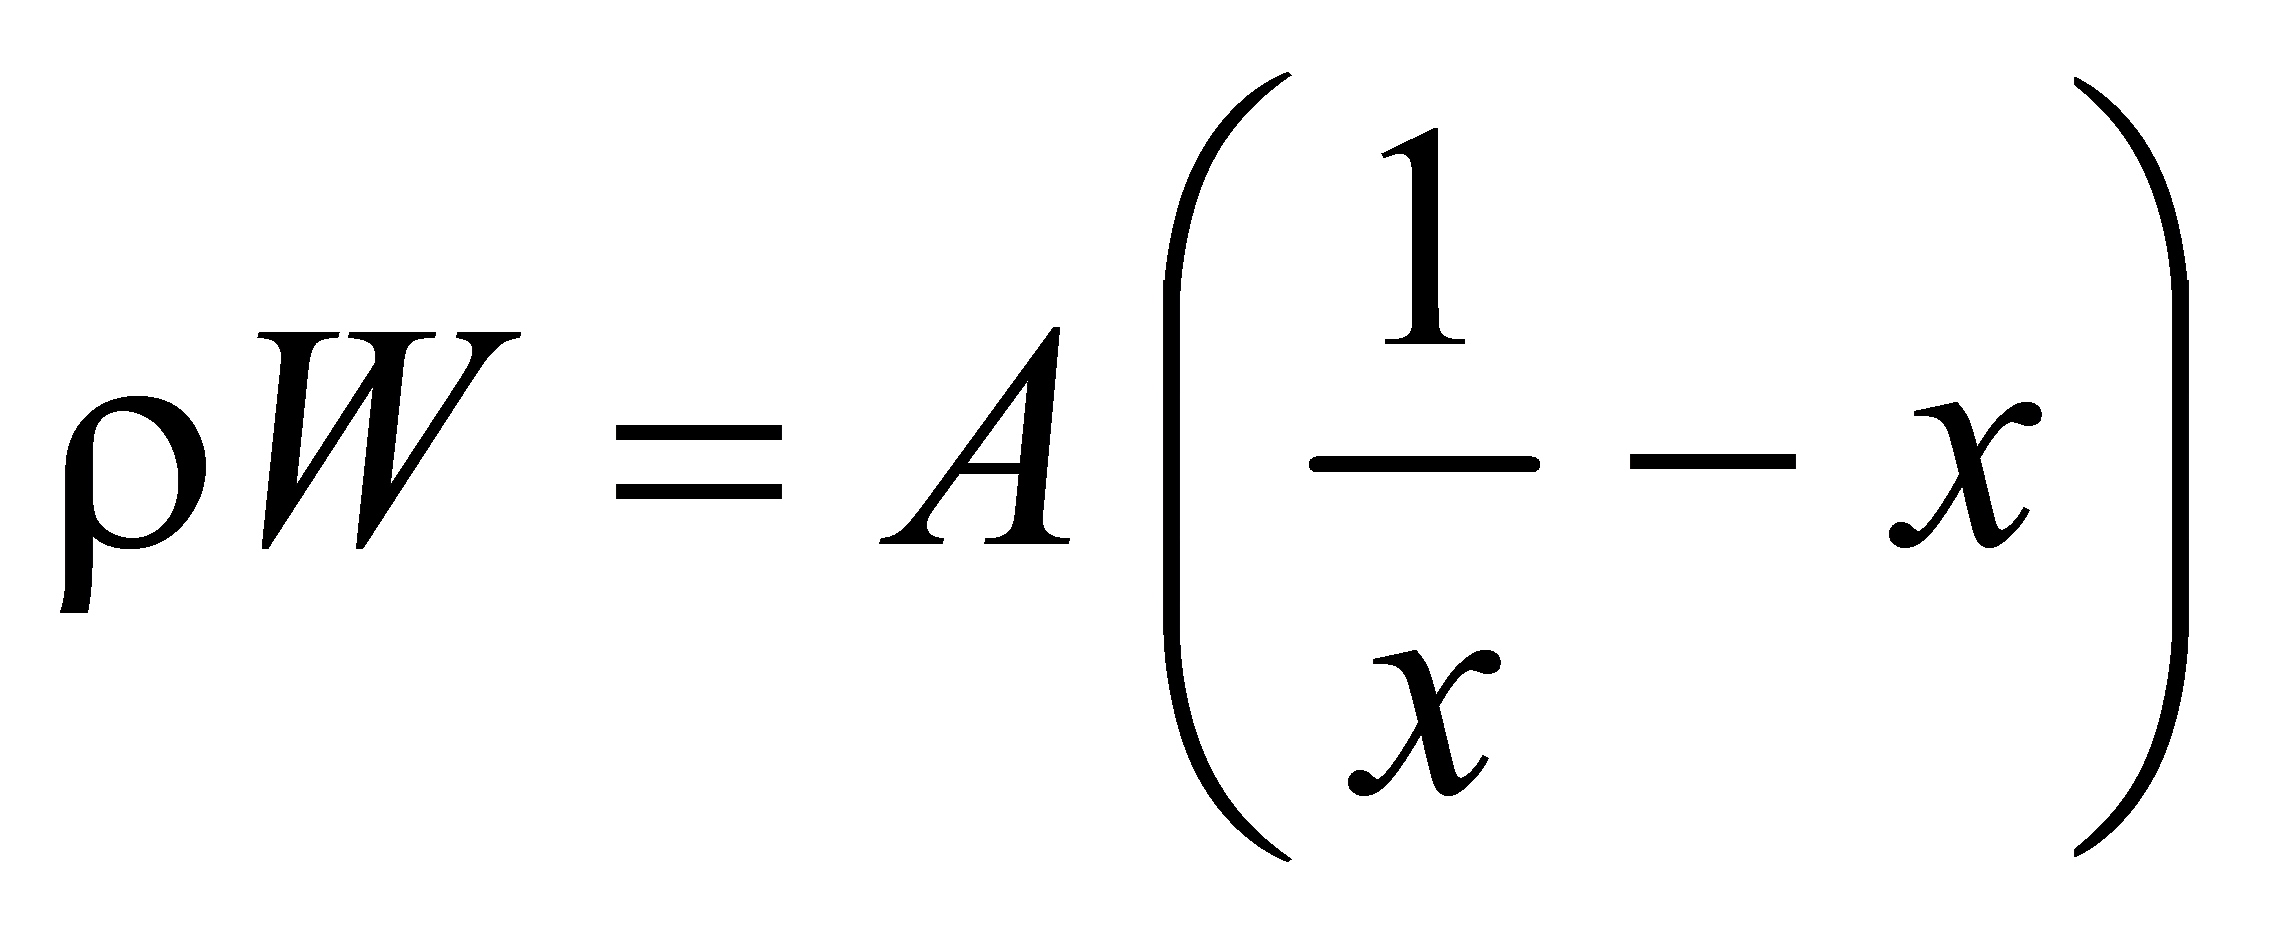 ρW = A(1/x − x)